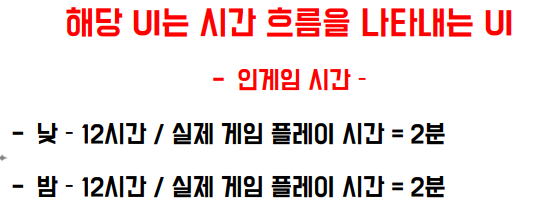 해당 UI는 시간 흐름을 나타내는 UI
- 인게임 시간 -
- 낮 - 12시간 / 실제 게임 플레이 시간 = 2분
- 밤 - 12시간 / 실제 게임 플레이 시간 = 2분